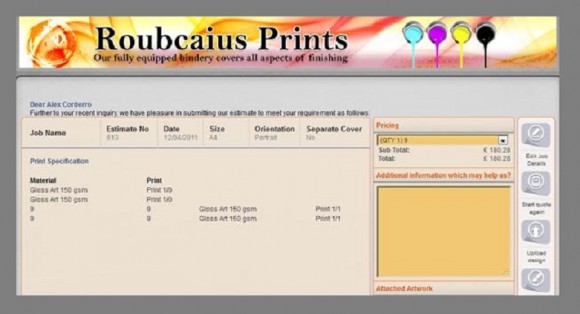 Roubcaius Prints
Our fully equipped bindery covers all aspects of finishing
Dear Alex Corderro
Further to your recent inquiry, we have pleasure in submitting our estimate to meet your requirement as follows:
Job Name Estimate No Date Size Orientation Separate Cover
913 12/04/2011 A4 Portrait No
Print Specification
Material Print
Gloss Art 150 gsm Print 1/0
Gloss Art 150 gsm Print 1/0
9 9 Gloss Art 150 gsm Print 1/1
9 9 Gloss Art 150 gsm Print 1/1
Pricing
(QTY 1) 9
Sub Total: € 180.28
Total: € 180.28
Additional information which may help us?
Attached Artwork
Edit Job
Details
Start quote
again
Upload
design